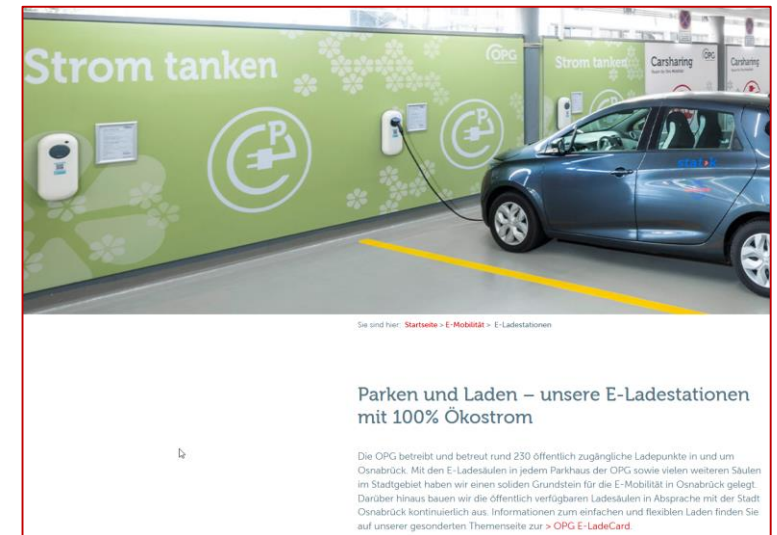 Strom tanken
OPG
Strom tanken
OPG
Carsharing
Carsharing
P
P
Sie sind hier: Startseite > E-Mobilität > E-Ladestationen
Parken und Laden – unsere E-Ladestationen
mit 100% Ökostrom
Die OPG betreibt und betreut rund 230 öffentlich zugängliche Ladepunkte in und um
Osnabrück. Mit den E-Ladesäulen in jedem Parkhaus der OPG sowie vielen weiteren Säulen
im Stadtgebiet haben wir einen soliden Grundstein für die E-Mobilität in Osnabrück gelegt.
Darüber hinaus bauen wir die öffentlich verfügbaren Ladesäulen in Absprache mit der Stadt
Osnabrück kontinuierlich aus. Informationen zum einfachen und flexiblen Laden finden Sie
auf unserer gesonderten Themenseite zur > OPG E-LadeCard.